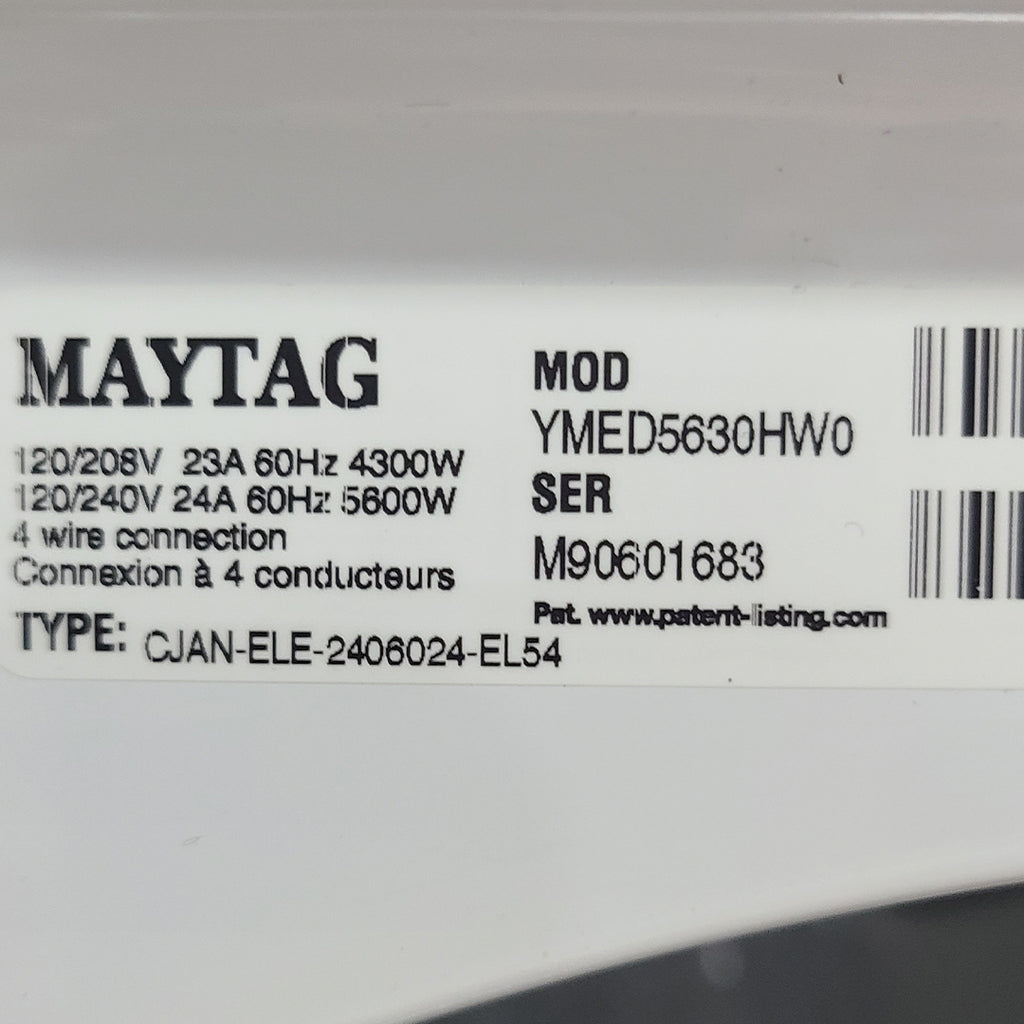 MAYTAG
120/208V 23A 60Hz 4300W
120/240V 24A 60Hz 5600W
4 wire connection
Connexion à 4 conducteurs
TYPE: CJAN-ELE-2406024-EL54
MOD
YMED5630HW0
SER
M90601683
Pat. www.patent-listing.com